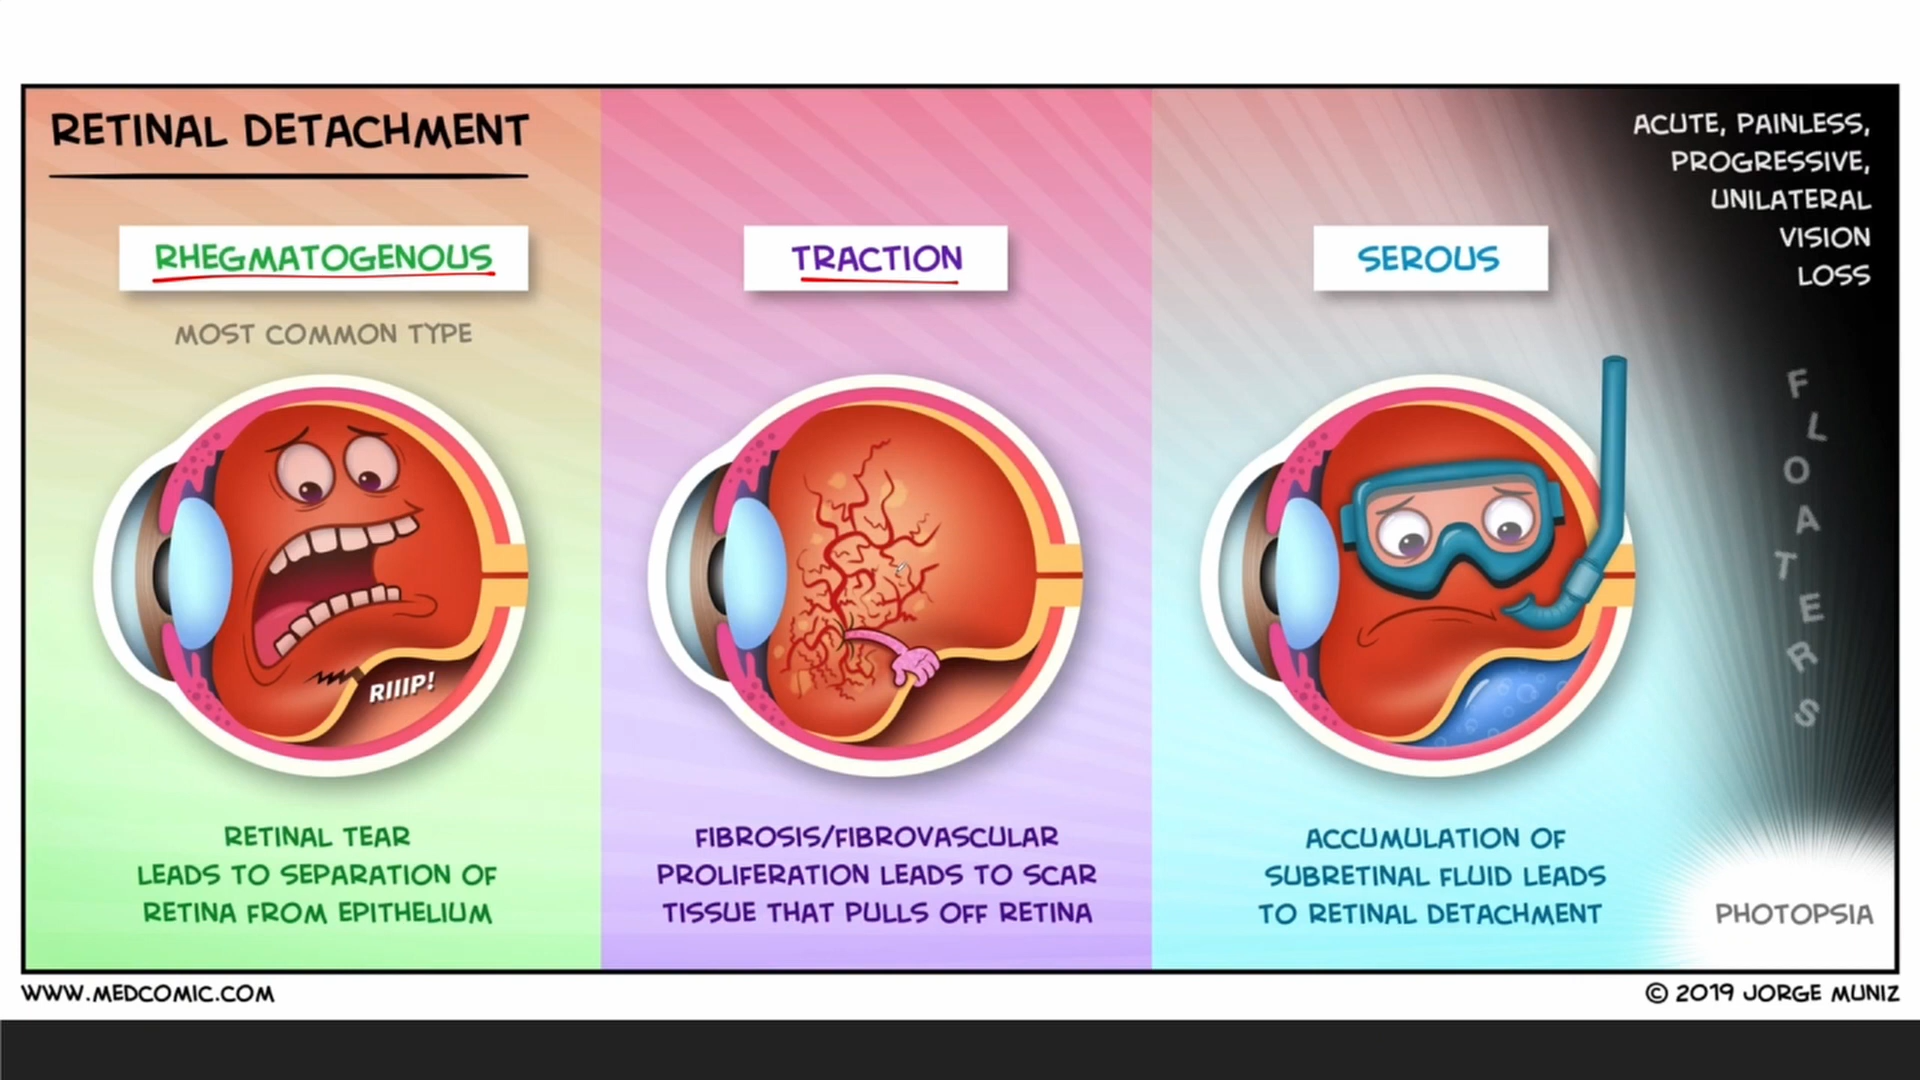 RETINAL DETACHMENT
RHEGMATOGENOUS
MOST COMMON TYPE
RIIIP!
RETINAL TEAR
LEADS TO SEPARATION OF
RETINA FROM EPITHELIUM
TRACTION
FIBROSIS/FIBROVASCULAR
PROLIFERATION LEADS TO SCAR
TISSUE THAT PULLS OFF RETINA
SEROUS
ACCUMULATION OF
SUBRETINAL FLUID LEADS
TO RETINAL DETACHMENT
ACUTE, PAINLESS,
PROGRESSIVE,
UNILATERAL
VISION
LOSS
FLOATERS
PHOTOPSIA
WWW.MEDCOMIC.COM
© 2019 JORGE MUNIZ